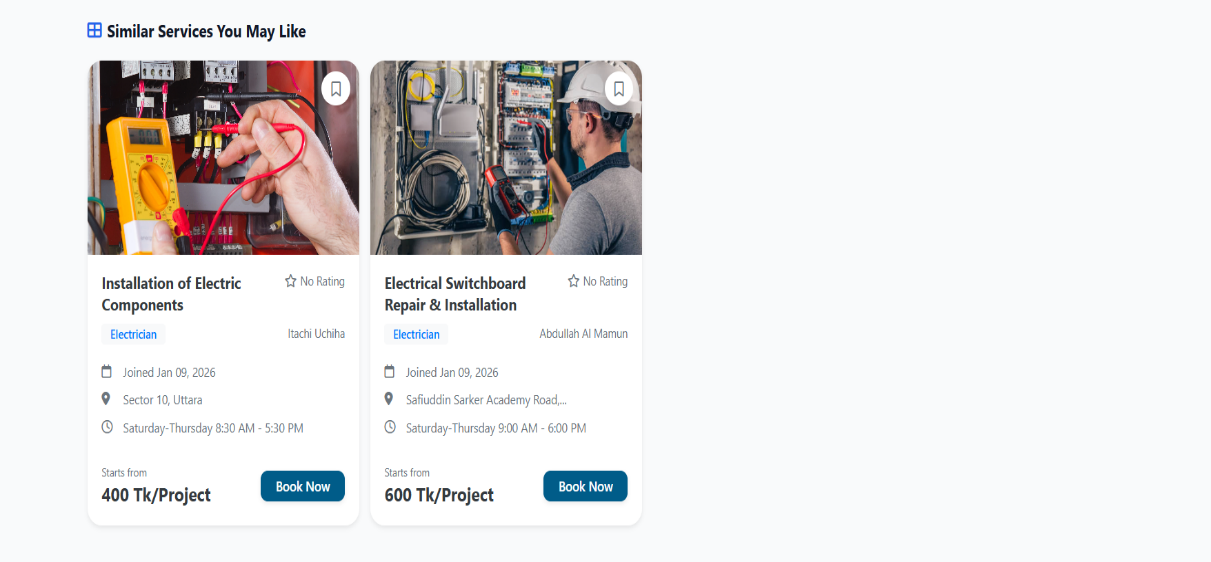 Similar Services You May Like
Installation of Electric
Components
No Rating
Electrician
Itachi Uchiha
Joined Jan 09, 2026
Sector 10, Uttara
Saturday-Thursday 8:30 AM - 5:30 PM
Starts from
400 Tk/Project
Book Now
Electrical Switchboard
Repair & Installation
No Rating
Electrician
Abdullah Al Mamun
Joined Jan 09, 2026
Safiuddin Sarker Academy Road,...
Saturday-Thursday 9:00 AM - 6:00 PM
Starts from
600 Tk/Project
Book Now